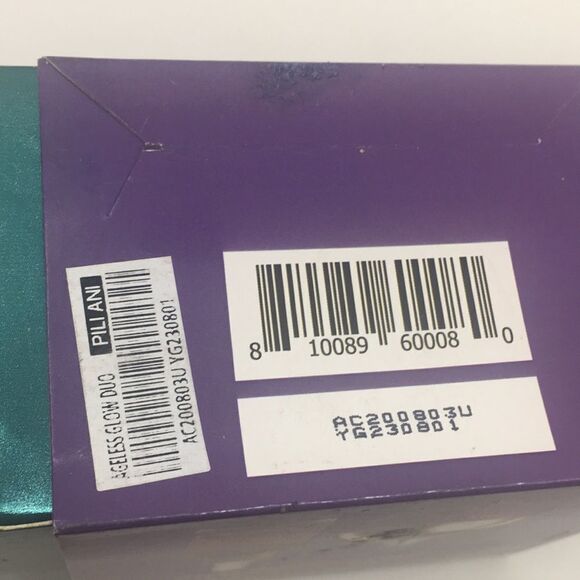 PILI ANI
AGELESS GLOW DUO
AC200803U YG230801
8 10089 60008 0
AC200803U
YG230801